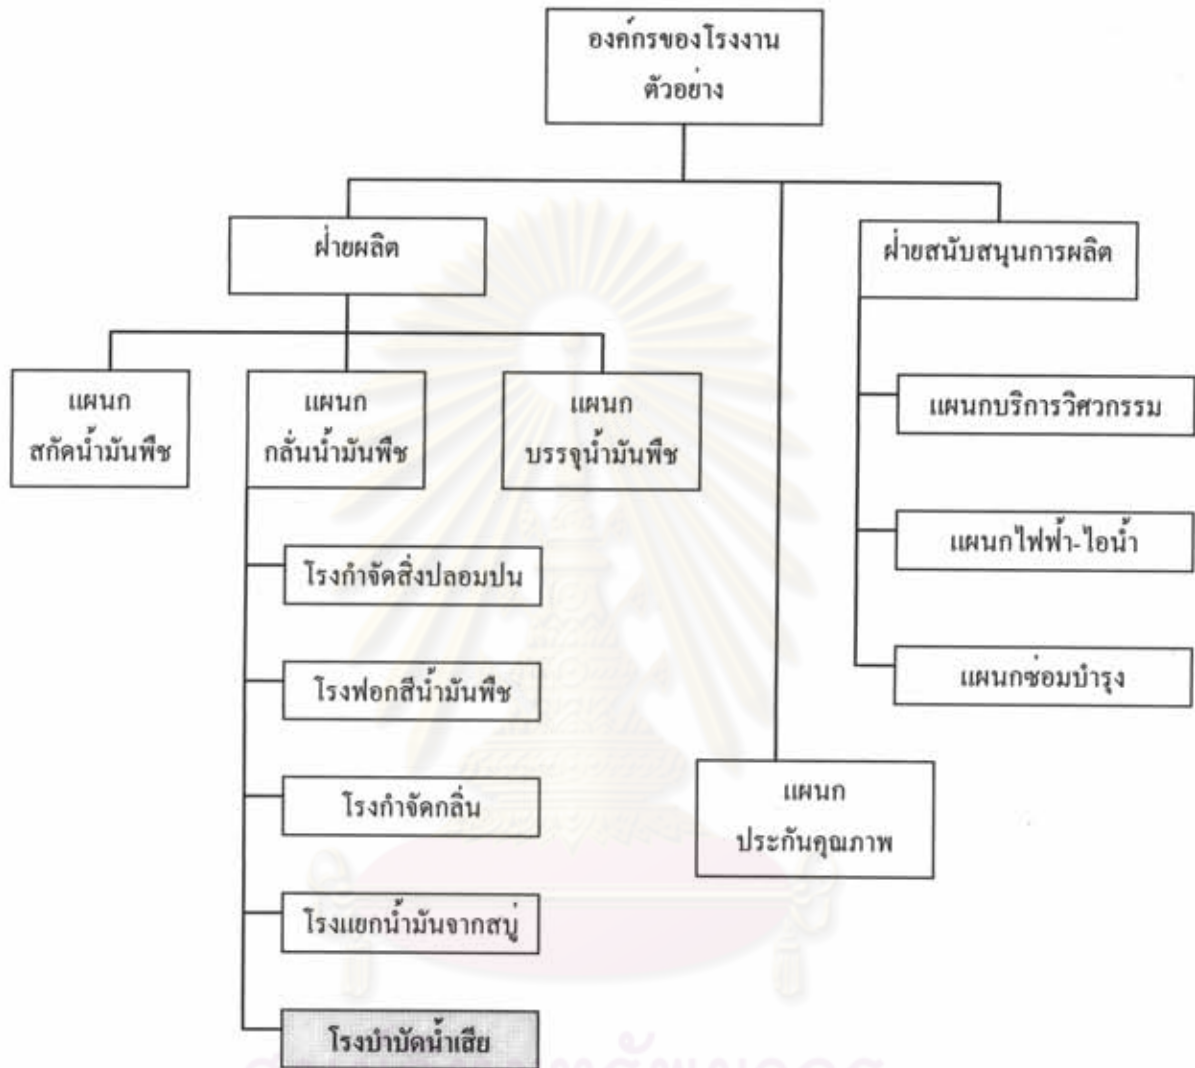 องค์กรของโรงงาน
ตัวอย่าง
ฝ่ายผลิต
ฝ่ายสนับสนุนการผลิต
แผนก
สกัดน้ำมันพืช
แผนก
กลั่นน้ำมันพืช
แผนก
บรรจุน้ำมันพืช
แผนกบริการวิศวกรรม
แผนกไฟฟ้า-ไอน้ำ
แผนกซ่อมบำรุง
โรงกำจัดสิ่งปลอมปน
โรงฟอกสีน้ำมันพืช
โรงกำจัดกลิ่น
โรงแยกน้ำมันจากสบู่
โรงบำบัดน้ำเสีย
แผนก
ประกันคุณภาพ